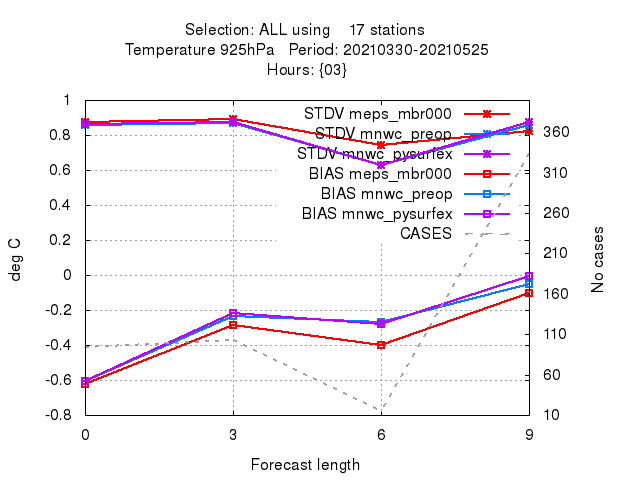 Selection: ALL using 17 stations
Temperature 925hPa Period: 20210330-20210525
Hours: {03}
STDV meps_mbr000
STDV mnwc_preop
STDV mnwc_pysurfex
BIAS meps_mbr000
BIAS mnwc_preop
BIAS mnwc_pysurfex
CASES
1
0.8
0.6
0.4
0.2
0
-0.2
-0.4
-0.6
-0.8
deg C
360
310
260
210
160
110
60
10
No cases
0 3 6 9
Forecast length